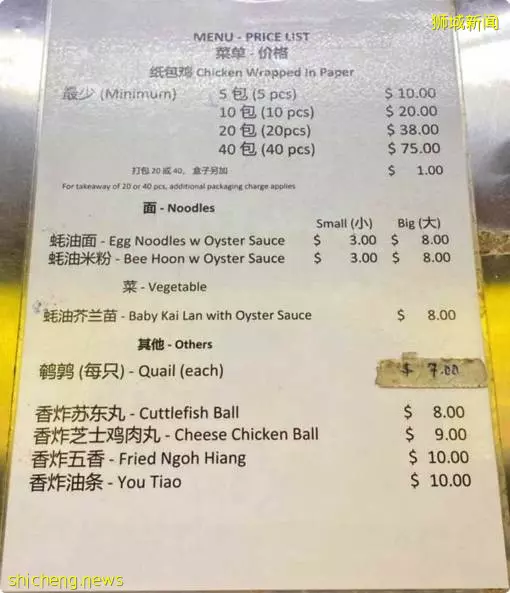 狮城新闻
MENU - PRICE LIST
菜单 - 价格
纸包鸡 Chicken Wrapped In Paper
最少 (Minimum) 5 包 (5 pcs) $ 10.00
10 包 (10 pcs) $ 20.00
20 包 (20pcs) $ 38.00
40 包 (40 pcs) $ 75.00
打包 20 或 40, 盒子另加 $ 1.00
For takeaway of 20 or 40 pcs, additional packaging charge applies
面 - Noodles
Small (小) Big (大)
蚝油面 - Egg Noodles w Oyster Sauce $ 3.00 $ 8.00
蚝油米粉 - Bee Hoon w Oyster Sauce $ 3.00 $ 8.00
菜 - Vegetable
蚝油芥兰苗 - Baby Kai Lan with Oyster Sauce $ 8.00
其他 - Others
鹌鹑 (每只) - Quail (each) $ 7.00
香炸苏东丸 - Cuttlefish Ball $ 8.00
香炸芝士鸡肉丸 - Cheese Chicken Ball $ 9.00
香炸五香 - Fried Ngoh Hiang $ 10.00
香炸油条 - You Tiao $ 10.00
shicheng.news